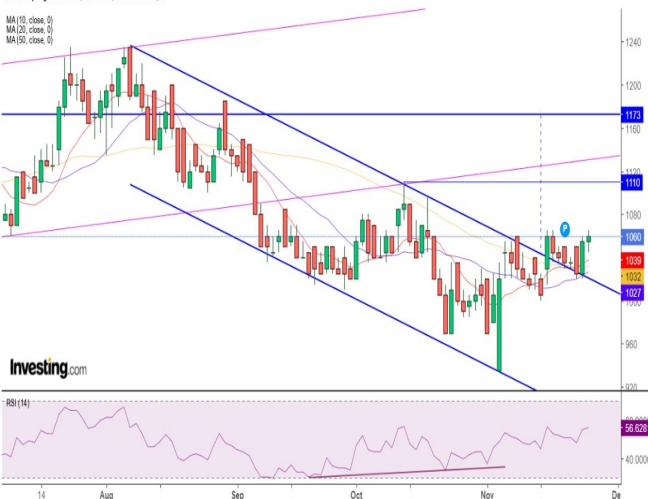 MA (10, close, 0)
MA (20, close, 0)
MA (50, close, 0)
1240
1200
1173
1160
1120
1110
1080
1060
1039
1032
1027
1000
960
920
P
Investing.com
RSI (14)
56.628
40.0000
14 Aug Sep Oct Nov De